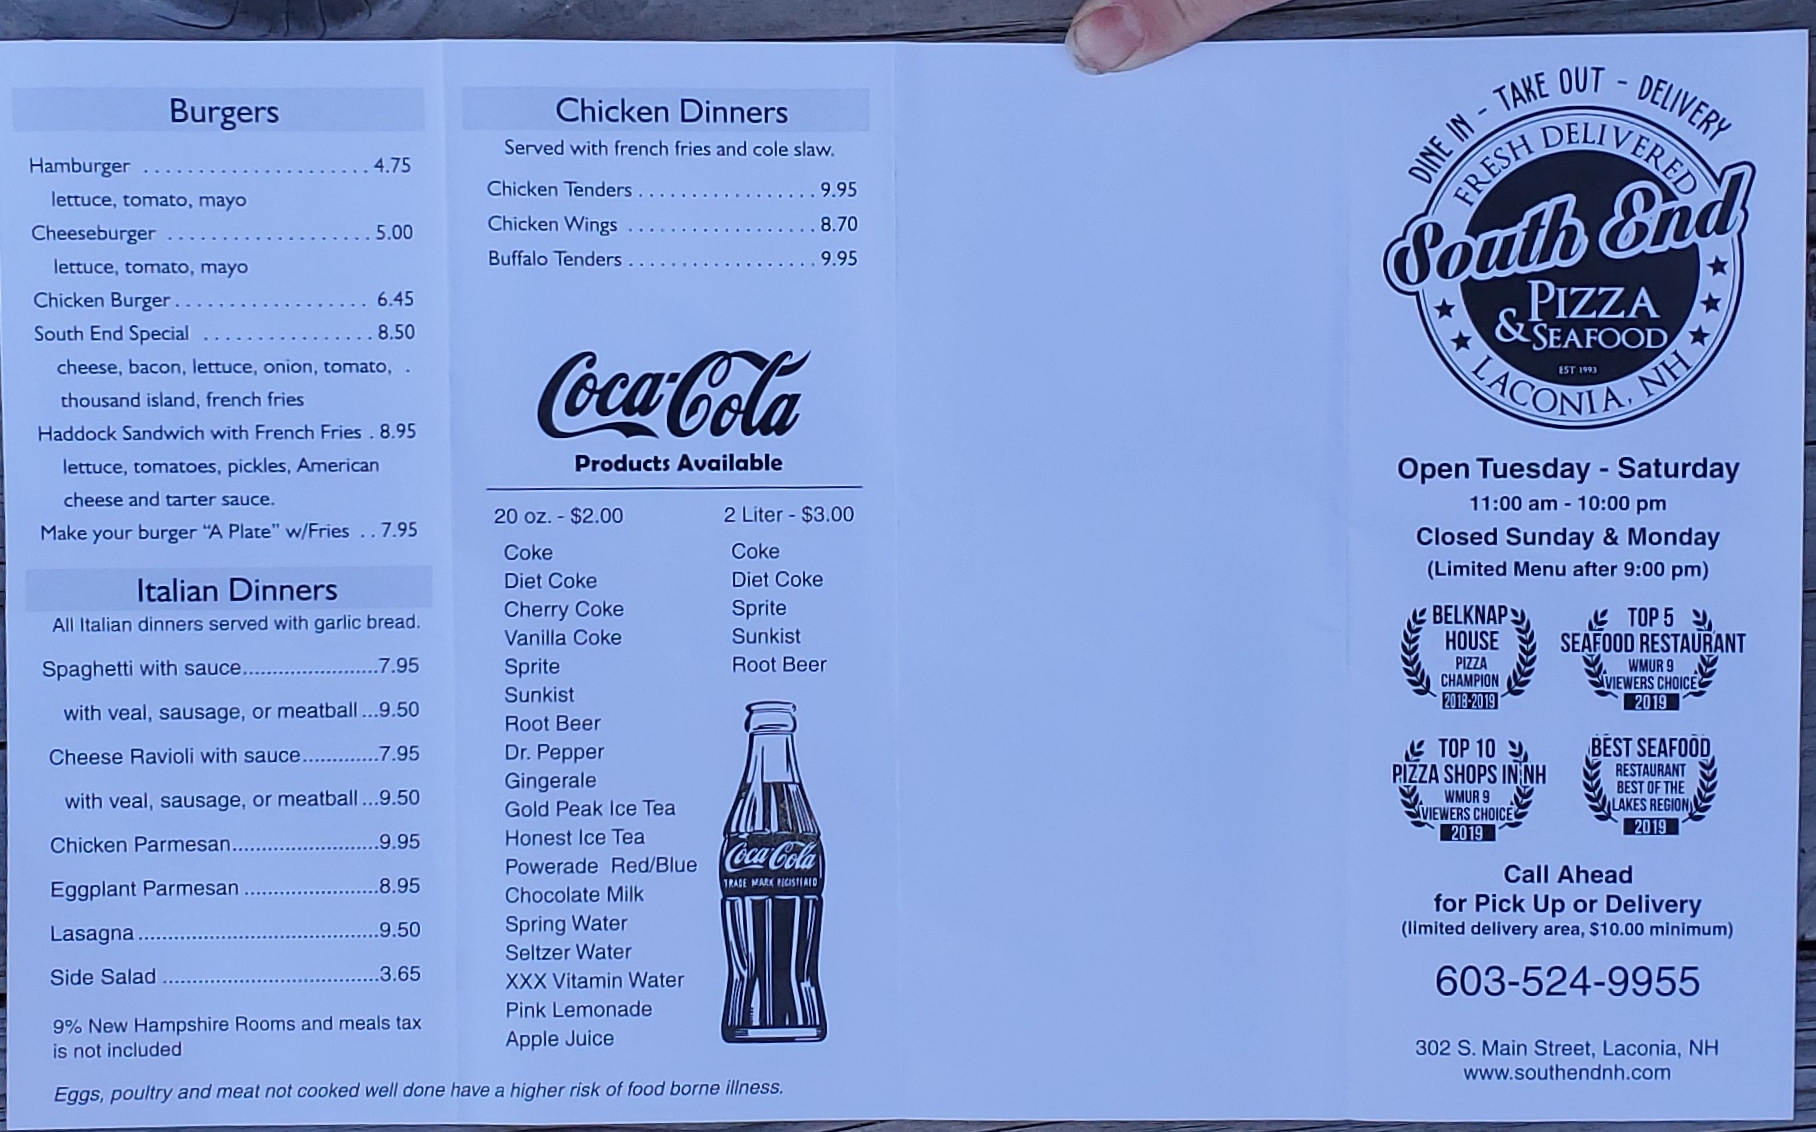 Burgers
Hamburger ..................... 4.75
lettuce, tomato, mayo
Cheeseburger ................... 5.00
lettuce, tomato, mayo
Chicken Burger .................. 6.45
South End Special ................ 8.50
cheese, bacon, lettuce, onion, tomato, .
thousand island, french fries
Haddock Sandwich with French Fries . 8.95
lettuce, tomatoes, pickles, American
cheese and tarter sauce.
Make your burger “A Plate” w/Fries .. 7.95
Italian Dinners
All Italian dinners served with garlic bread.
Spaghetti with sauce.......................7.95
with veal, sausage, or meatball ...9.50
Cheese Ravioli with sauce.............7.95
with veal, sausage, or meatball ...9.50
Chicken Parmesan.........................9.95
Eggplant Parmesan .......................8.95
Lasagna.........................................9.50
Side Salad .....................................3.65
9% New Hampshire Rooms and meals tax
is not included
Eggs, poultry and meat not cooked well done have a higher risk of food borne illness.
Chicken Dinners
Served with french fries and cole slaw.
Chicken Tenders ................. 9.95
Chicken Wings .................. 8.70
Buffalo Tenders .................. 9.95
Coca-Cola
Products Available
20 oz. - $2.00
Coke
Diet Coke
Cherry Coke
Vanilla Coke
Sprite
Sunkist
Root Beer
Dr. Pepper
Gingerale
Gold Peak Ice Tea
Honest Ice Tea
Powerade Red/Blue
Chocolate Milk
Spring Water
Seltzer Water
XXX Vitamin Water
Pink Lemonade
Apple Juice
2 Liter - $3.00
Coke
Diet Coke
Sprite
Sunkist
Root Beer
Coca-Cola
TRADE MARK REGISTERED
DINE IN - TAKE OUT - DELIVERY
FRESH DELIVERED
South End
PIZZA
& SEAFOOD
EST 1993
LACONIA, NH
Open Tuesday - Saturday
11:00 am - 10:00 pm
Closed Sunday & Monday
(Limited Menu after 9:00 pm)
BELKNAP
HOUSE
PIZZA
CHAMPION
2018-2019
TOP 5
SEAFOOD RESTAURANT
WMUR 9
VIEWERS CHOICE
2019
TOP 10
PIZZA SHOPS IN NH
WMUR 9
VIEWERS CHOICE
2019
BEST SEAFOOD
RESTAURANT
BEST OF THE
LAKES REGION
2019
Call Ahead
for Pick Up or Delivery
(limited delivery area, $10.00 minimum)
603-524-9955
302 S. Main Street, Laconia, NH
www.southendnh.com